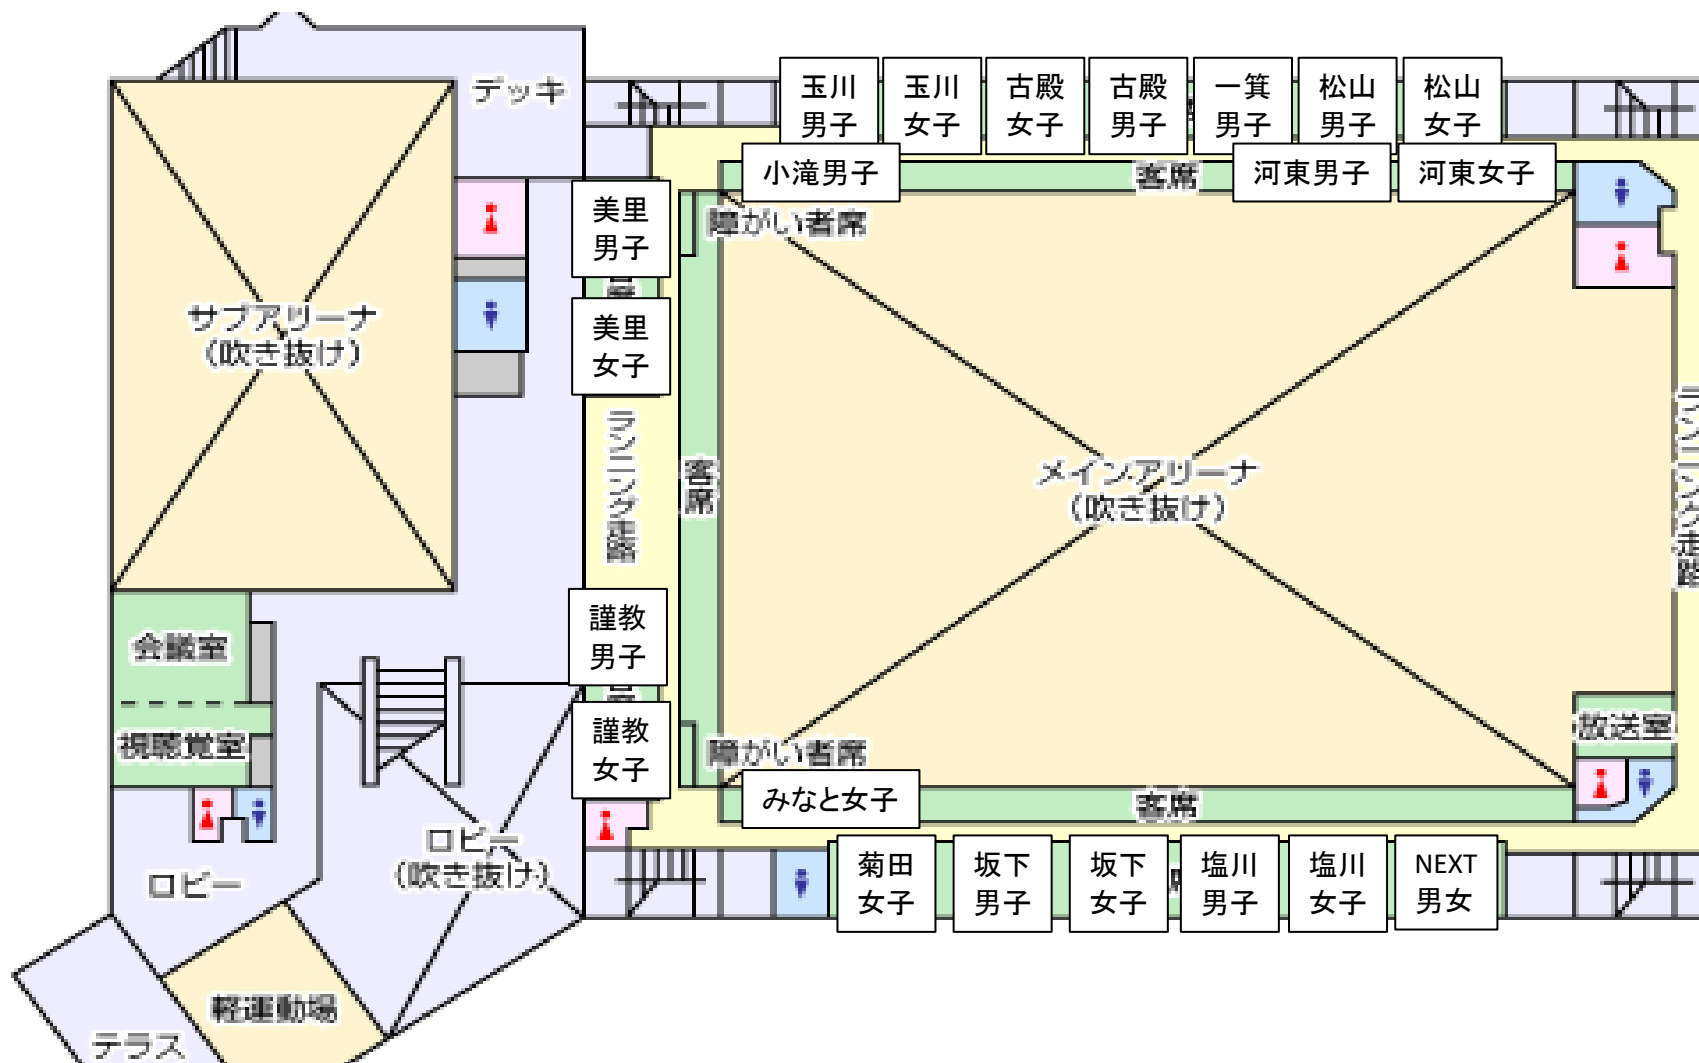 デッキ
玉川
男子
玉川
女子
古殿
女子
古殿
男子
一箕
男子
松山
男子
松山
女子
小滝男子
客席
河東男子
河東女子
美里
男子
障がい者席
美里
女子
サブアリーナ
(吹き抜け)
ランニング走路
客席
メインアリーナ
(吹き抜け)
ランニング走路
謹教
男子
会議室
謹教
女子
視聴覚室
障がい者席
放送室
みなと女子
客席
ロビー
(吹き抜け)
ロビー
菊田
女子
坂下
男子
坂下
女子
塩川
男子
塩川
女子
NEXT
男女
軽運動場
テラス